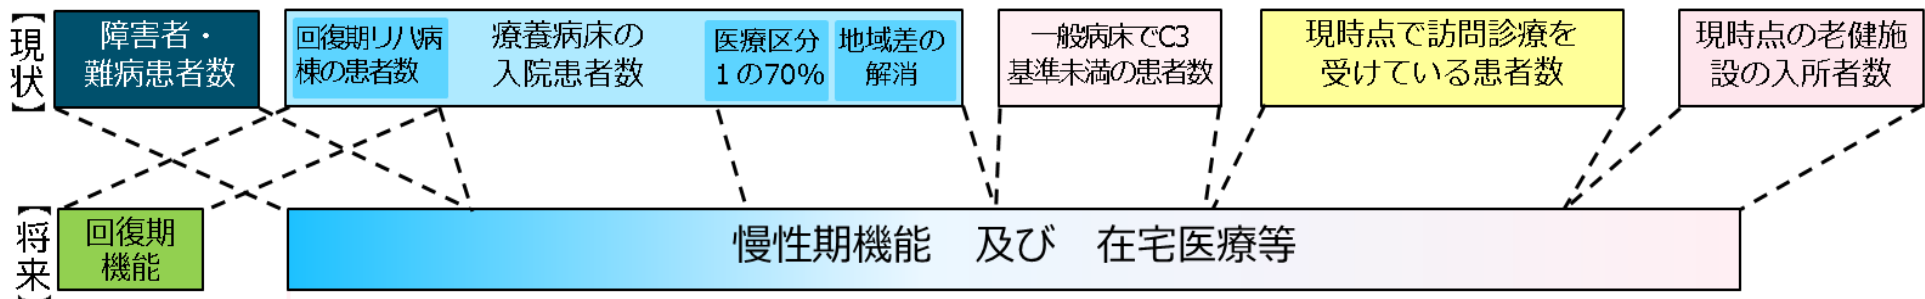 【現状】
障害者・
難病患者数
回復期リハ病
棟の患者数
療養病床の
入院患者数
医療区分
１の70%
地域差の
解消
一般病床でC3
基準未満の患者数
現時点で訪問診療を
受けている患者数
現時点の老健施
設の入所者数
【将来】
回復期
機能
慢性期機能　及び　在宅医療等